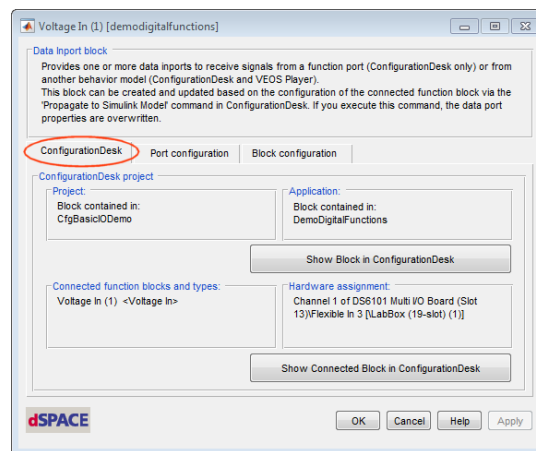 Voltage In (1) [demodigitalfunctions]
Data Inport block
Provides one or more data inports to receive signals from a function port (ConfigurationDesk only) or from
another behavior model (ConfigurationDesk and VEOS Player).
This block can be created and updated based on the configuration of the connected function block via the
'Propagate to Simulink Model' command in ConfigurationDesk. If you execute this command, the data port
properties are overwritten.
ConfigurationDesk Port configuration Block configuration
ConfigurationDesk project
Project:
Block contained in:
CfgBasicIODemo
Application:
Block contained in:
DemoDigitalFunctions
Show Block in ConfigurationDesk
Connected function blocks and types:
Voltage In (1) <Voltage In>
Hardware assignment:
Channel 1 of DS6101 Multi I/O Board (Slot
13)\Flexible In 3 [\LabBox (19-slot) (1)]
Show Connected Block in ConfigurationDesk
dSPACE
OK Cancel Help Apply